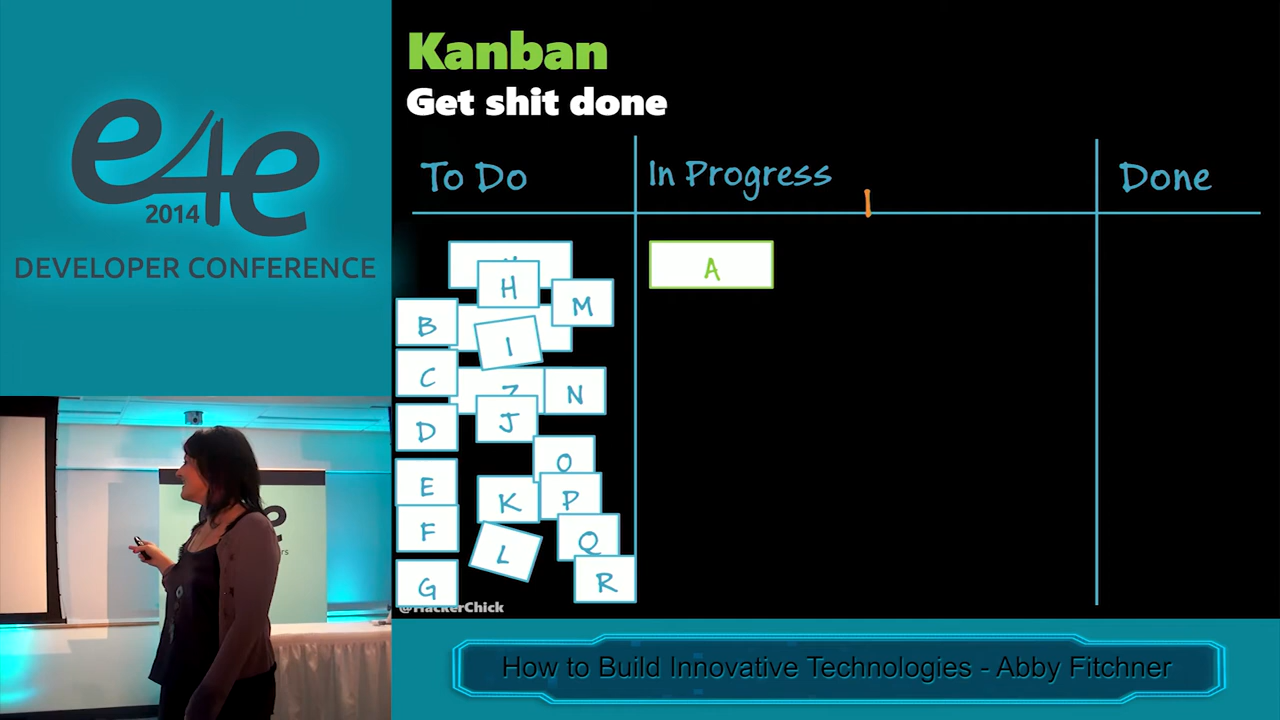 e4e
2014
DEVELOPER CONFERENCE
Kanban
Get shit done
To Do
In Progress
Done
A
H
M
B
I
C
N
J
D
O
E
K
P
F
L
Q
G
R
@HackerChick
How to Build Innovative Technologies - Abby Fitchner